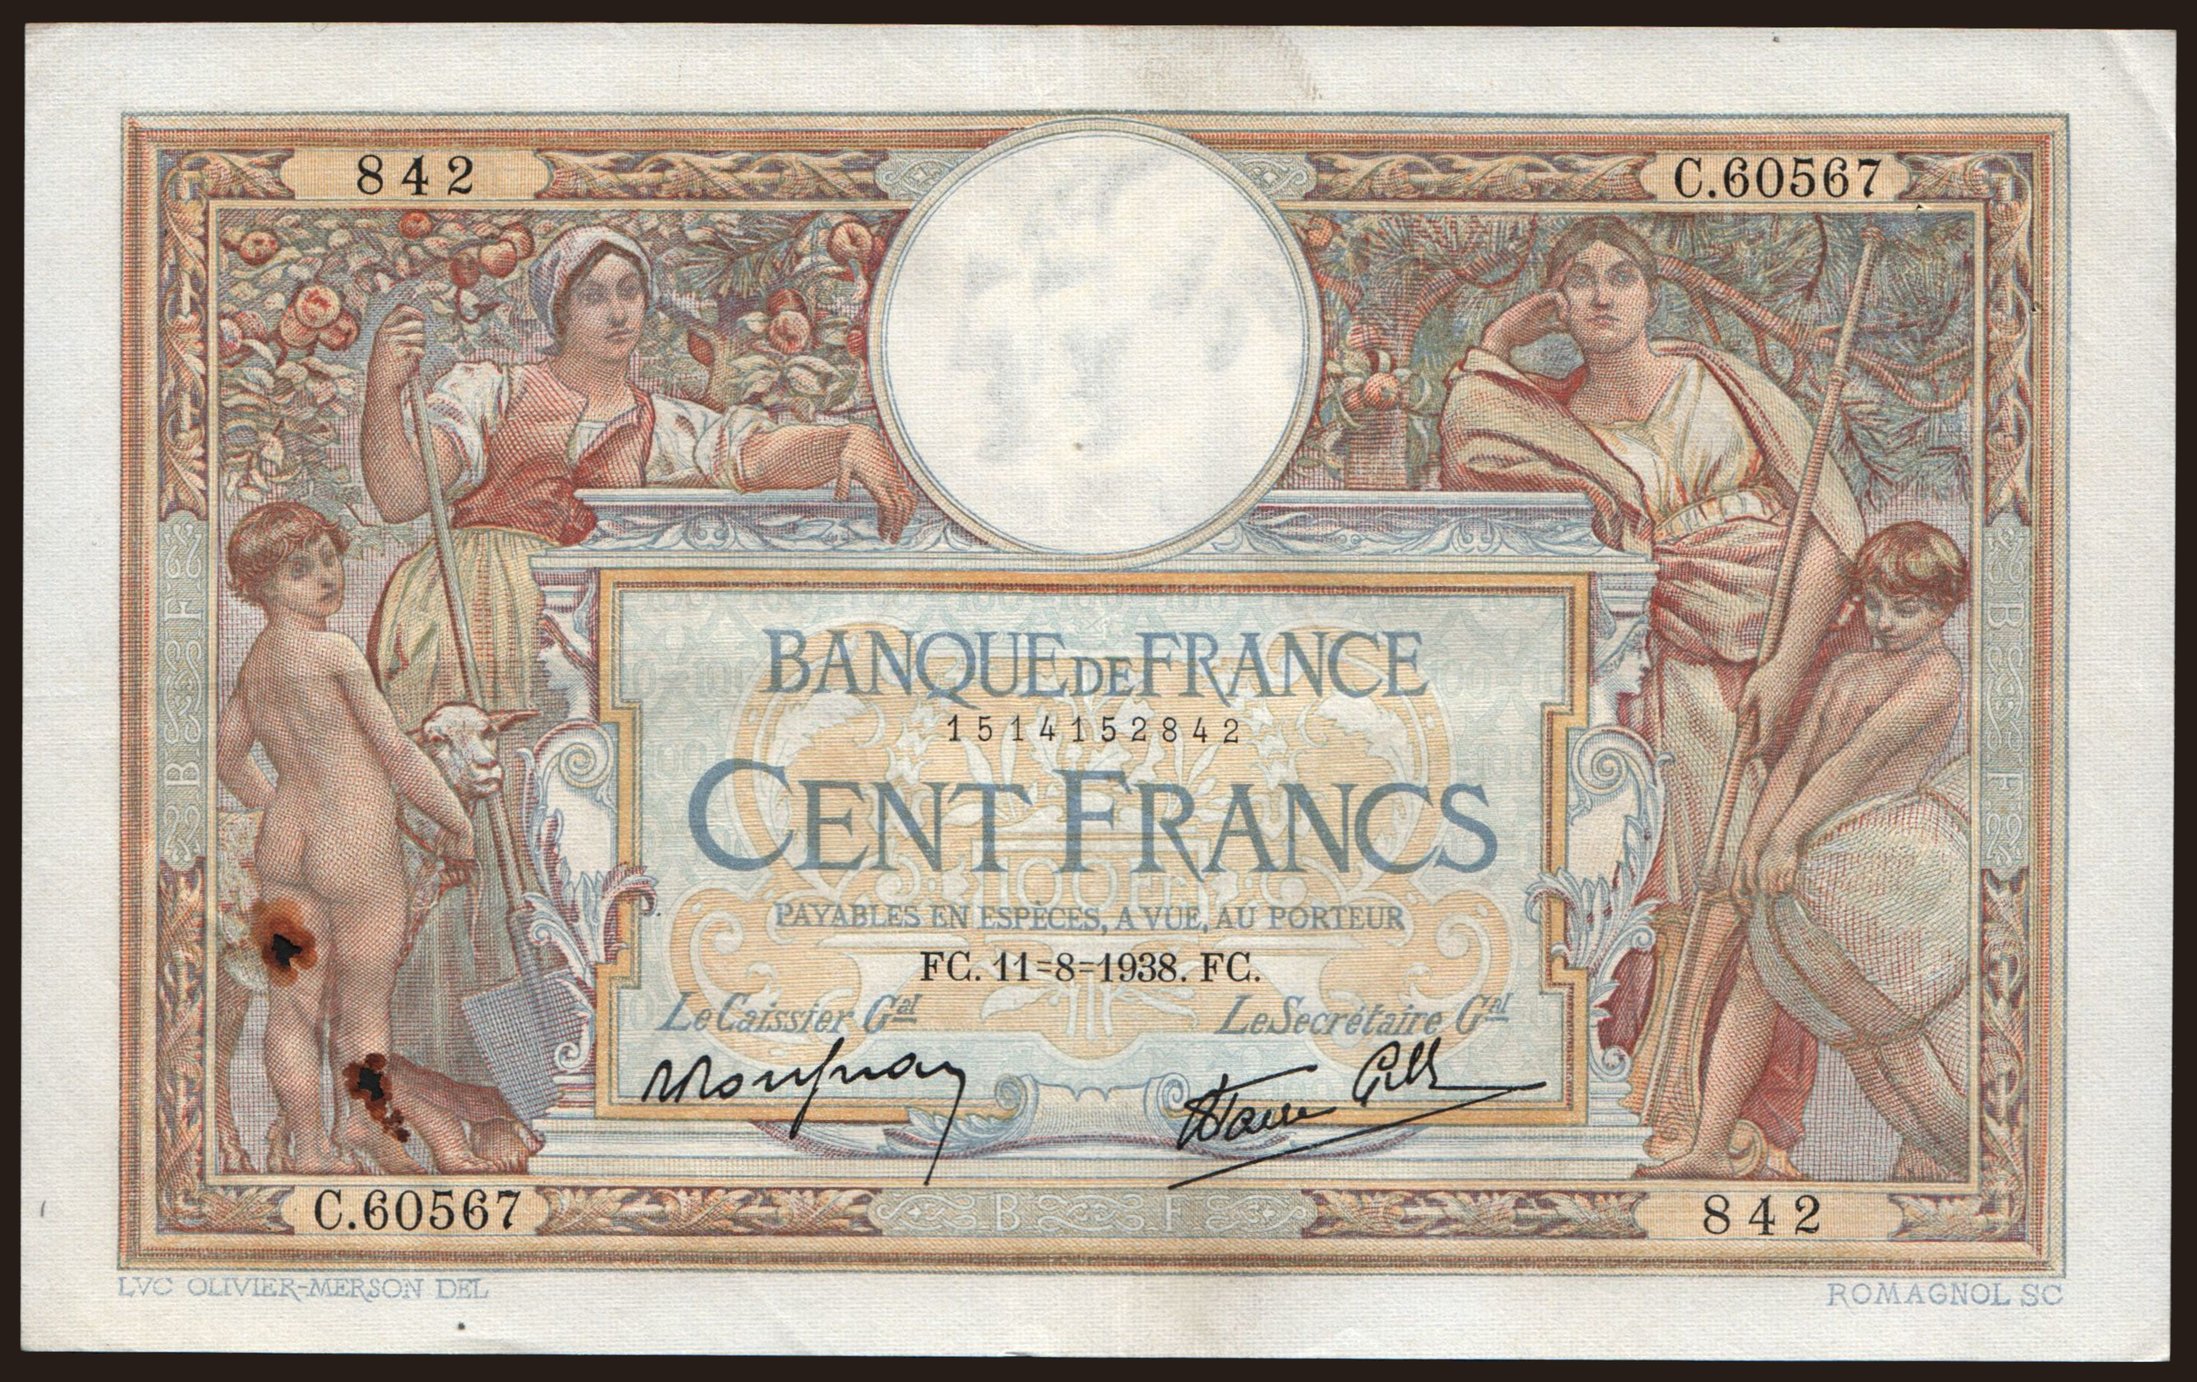 842
C.60567
BANQUE DE FRANCE
1514152842
CENT FRANCS
PAYABLES EN ESPÈCES, A VUE, AU PORTEUR
FC. 11=8=1938. FC.
Le Caissier Gal
Le Secrétaire Gal
B F
B F
C.60567
B F
842
LVC OLIVIER-MERSON DEL
ROMAGNOL SC